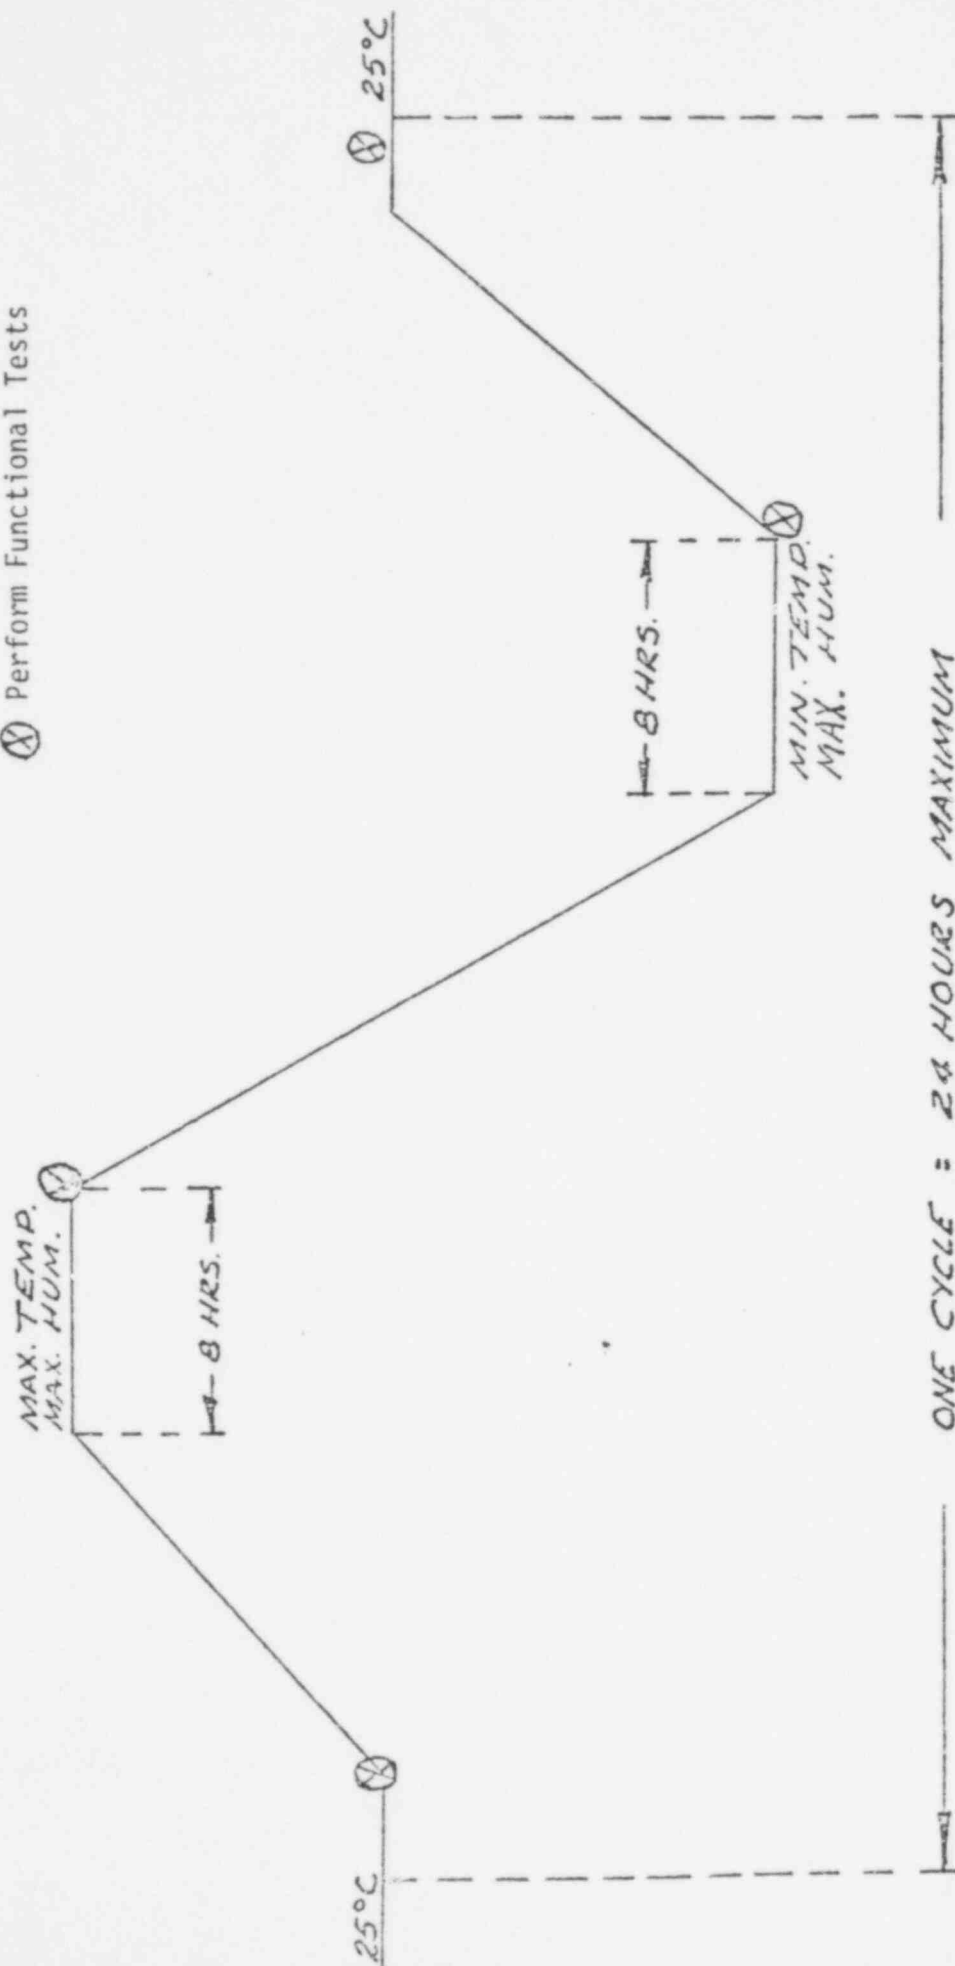 ⊗ Perform Functional Tests
MAX. TEMP.
MAX. HUM.
8 HRS.
25°C
25°C
8 HRS.
MIN. TEMP.
MAX. HUM.
ONE CYCLE = 24 HOURS MAXIMUM